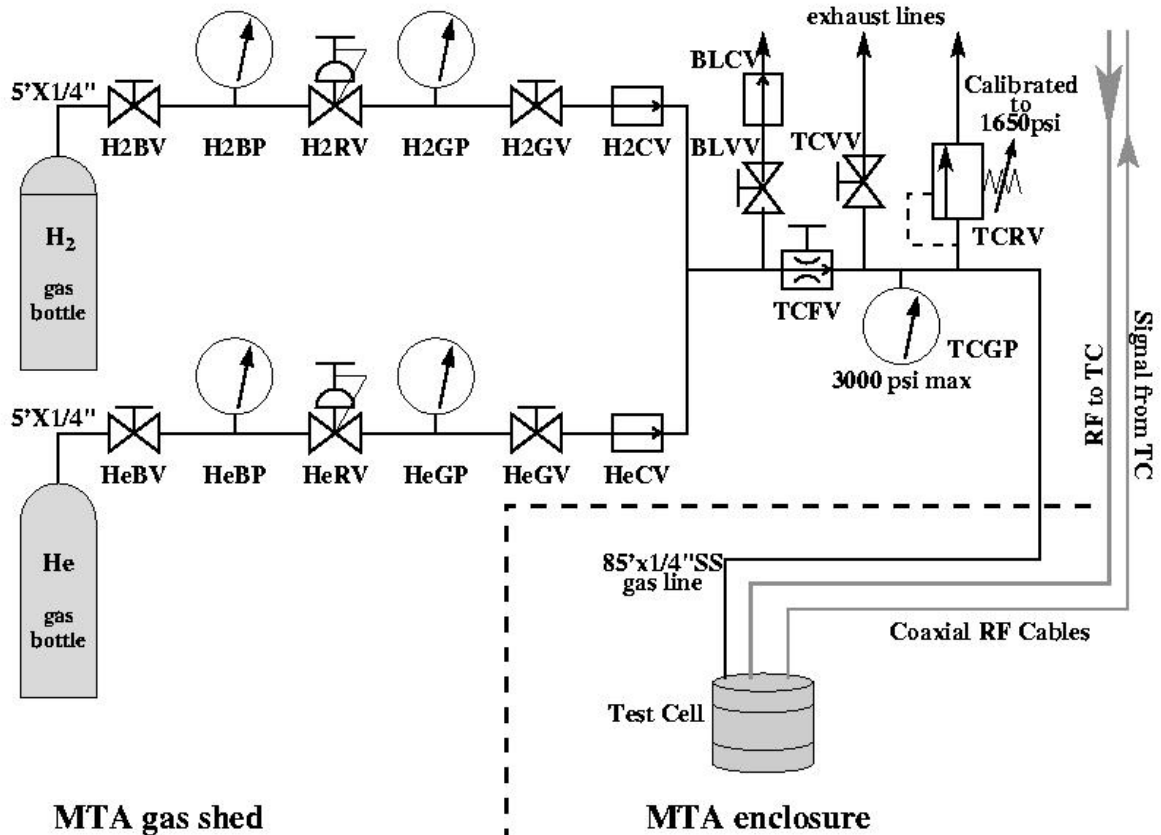 exhaust lines
5'X1/4"
H2BV
H2BP
H2RV
H2GP
H2GV
H2CV
BLCV
BLVV
TCVV
Calibrated
to
1650psi
TCRV
H2
gas
bottle
TCFV
TCGP
3000 psi max
RF to TC
Signal from TC
5'X1/4"
HeBV
HeBP
HeRV
HeGP
HeGV
HeCV
He
gas
bottle
85'x1/4"SS
gas line
Coaxial RF Cables
Test Cell
MTA gas shed
MTA enclosure